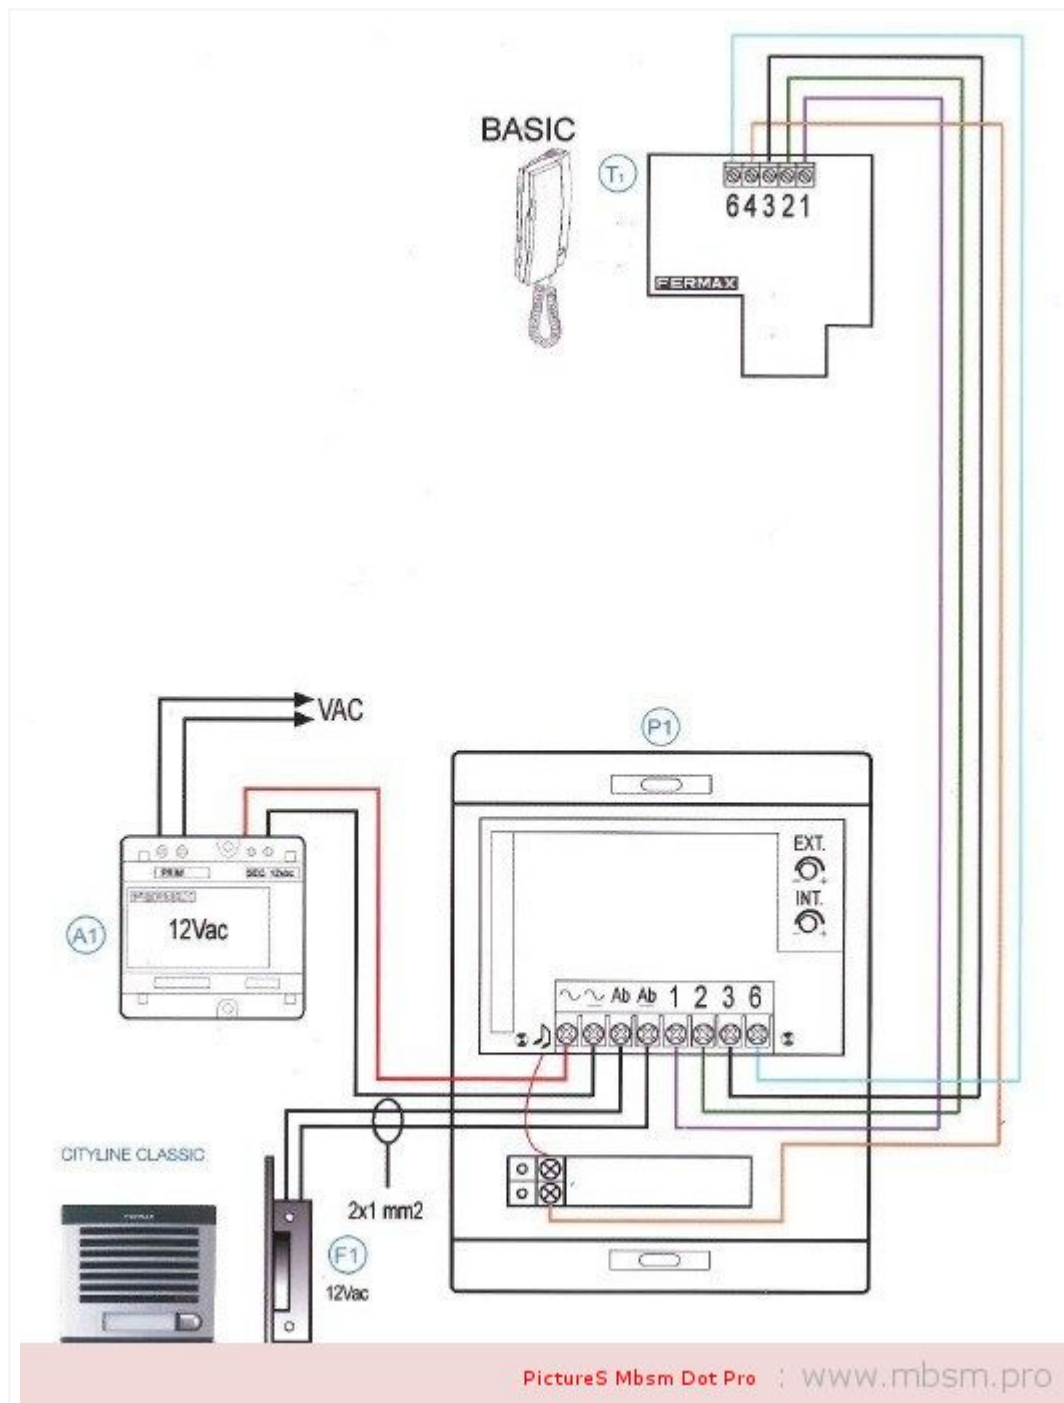 BASIC
T1
6 4 3 2 1
FERMAX
VAC
P1
EXT.
- +
INT.
- +
PRIM
SEC 12vac
12Vac
A1
Ab Ab 1 2 3 6
CITYLINE CLASSIC
2x1 mm2
FERMAX
F1
12Vac
PictureS Mbsm Dot Pro : www.mbsm.pro